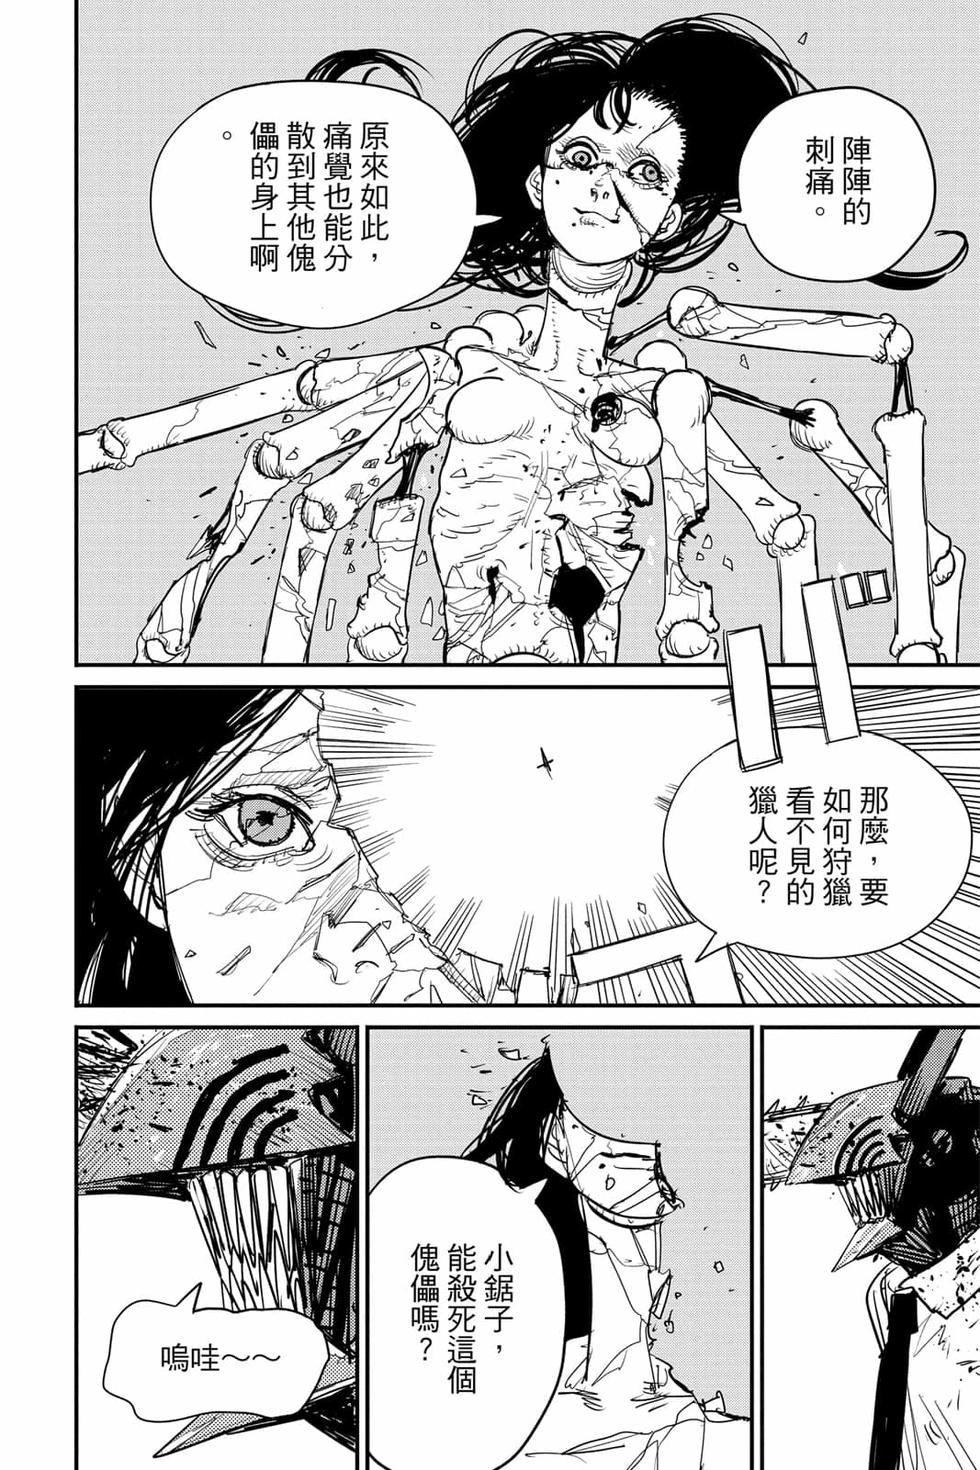 陣陣的
刺痛。
原來如此，
痛覺也能分
散到其他傀
儡的身上啊
。
那麼，要
如何狩獵
看不見的
獵人呢？
小鋸子，
能殺死這個
傀儡嗎？
嗚哇～～